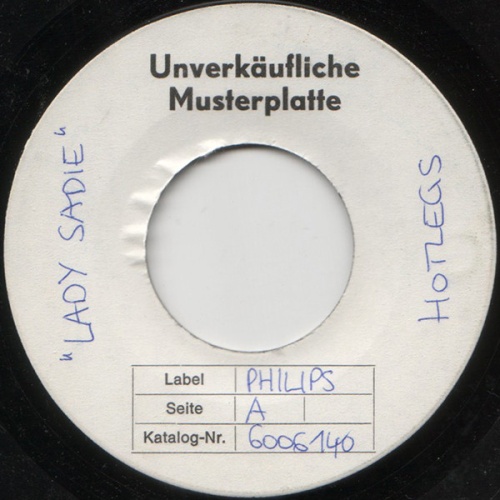 Unverkäufliche
Musterplatte
"LADY SADIE"
HOTLEGS
Label PHILIPS
Seite A
Katalog-Nr. 6006140